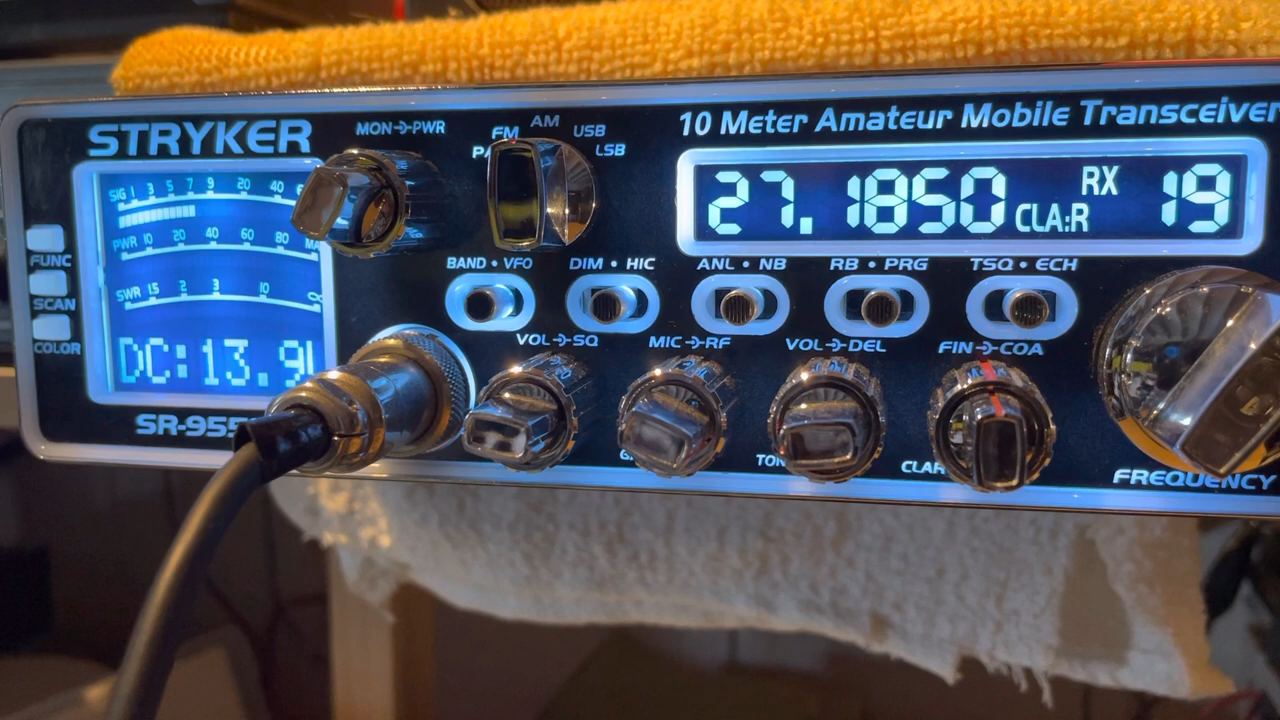 STRYKER
10 Meter Amateur Mobile Transceiver
MON PWR
FM AM USB LSB
SIG 1 3 5 7 9 20 40
PWR 10 20 40 60 80
SWR 1.5 2 3 10 ∞
DC:13.9
27.1850 CLA:R RX 19
FUNC
SCAN
COLOR
BAND • VFO
DIM • HIC
ANL • NB
RB • PRG
TSQ • ECH
VOL SQ
MIC RF
VOL DEL
FIN COA
FREQUENCY